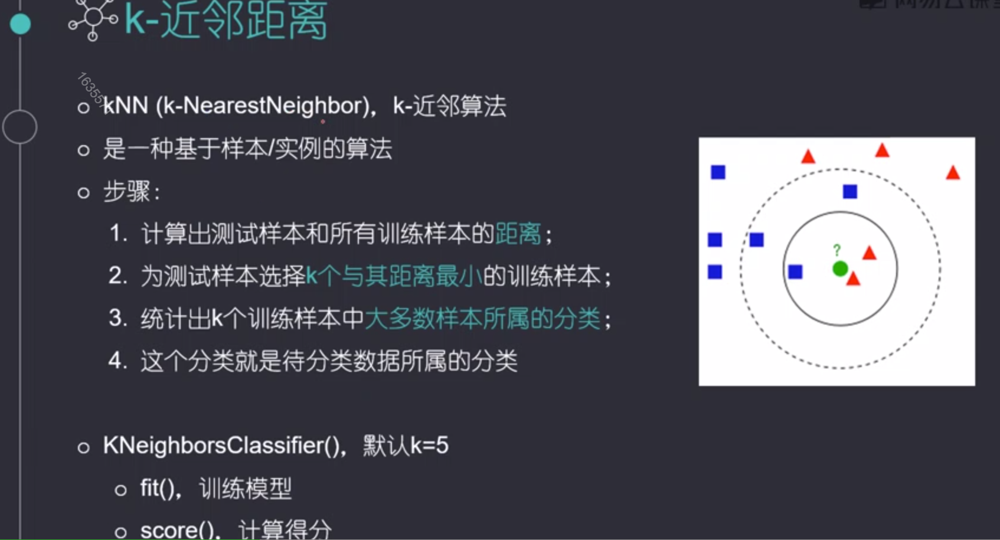 k-近邻距离
kNN (k-NearestNeighbor)，k-近邻算法
是一种基于样本/实例的算法
步骤：
1. 计算出测试样本和所有训练样本的距离；
2. 为测试样本选择k个与其距离最小的训练样本；
3. 统计出k个训练样本中大多数样本所属的分类；
4. 这个分类就是待分类数据所属的分类
?
KNeighborsClassifier()，默认k=5
fit()，训练模型
score()，计算得分